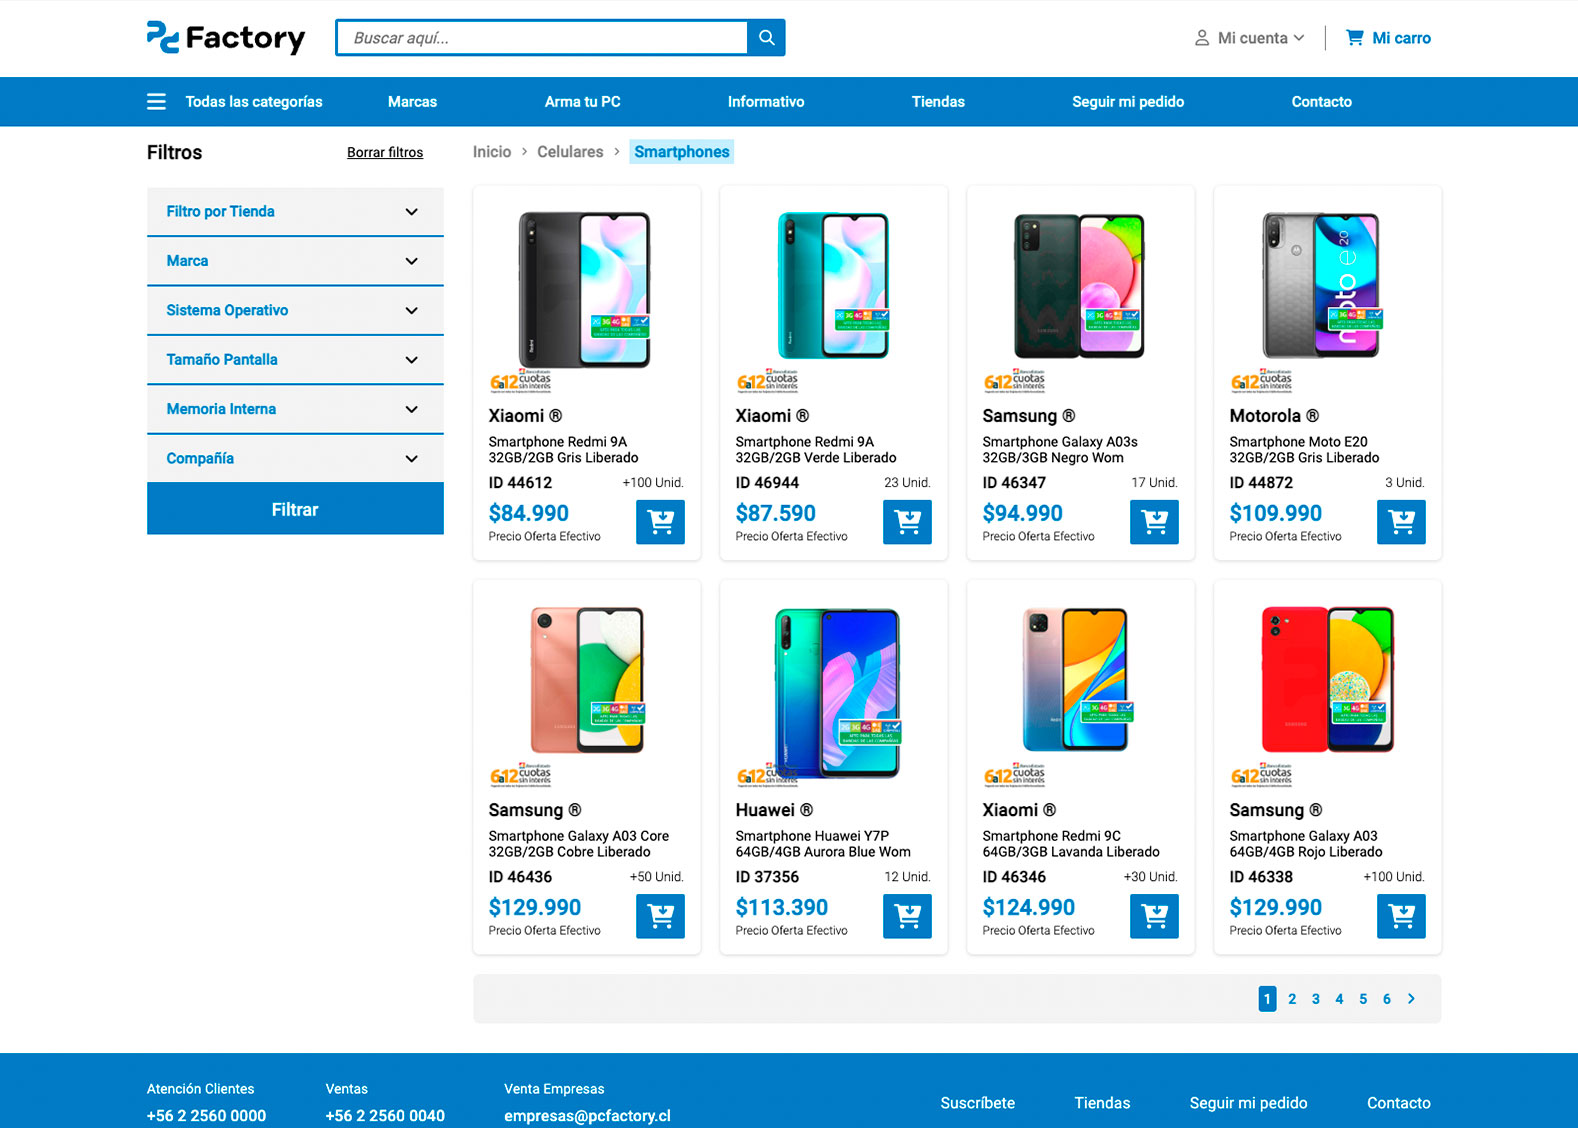 Factory
Buscar aquí...
Mi cuenta
Mi carro
Todas las categorías
Marcas
Arma tu PC
Informativo
Tiendas
Seguir mi pedido
Contacto
Filtros
Borrar filtros
Filtro por Tienda
Marca
Sistema Operativo
Tamaño Pantalla
Memoria Interna
Compañía
Filtrar
Inicio > Celulares > Smartphones
6a12 cuotas
sin interés
Xiaomi ®
Smartphone Redmi 9A
32GB/2GB Gris Liberado
ID 44612
+100 Unid.
$84.990
Precio Oferta Efectivo
6a12 cuotas
sin interés
Xiaomi ®
Smartphone Redmi 9A
32GB/2GB Verde Liberado
ID 46944
23 Unid.
$87.590
Precio Oferta Efectivo
6a12 cuotas
sin interés
Samsung ®
Smartphone Galaxy A03s
32GB/3GB Negro Wom
ID 46347
17 Unid.
$94.990
Precio Oferta Efectivo
moto e20
6a12 cuotas
sin interés
Motorola ®
Smartphone Moto E20
32GB/2GB Gris Liberado
ID 44872
3 Unid.
$109.990
Precio Oferta Efectivo
6a12 cuotas
sin interés
Samsung ®
Smartphone Galaxy A03 Core
32GB/2GB Cobre Liberado
ID 46436
+50 Unid.
$129.990
Precio Oferta Efectivo
6a12 cuotas
sin interés
Huawei ®
Smartphone Huawei Y7P
64GB/4GB Aurora Blue Wom
ID 37356
12 Unid.
$113.390
Precio Oferta Efectivo
6a12 cuotas
sin interés
Xiaomi ®
Smartphone Redmi 9C
64GB/3GB Lavanda Liberado
ID 46346
+30 Unid.
$124.990
Precio Oferta Efectivo
6a12 cuotas
sin interés
Samsung ®
Smartphone Galaxy A03
64GB/4GB Rojo Liberado
ID 46338
+100 Unid.
$129.990
Precio Oferta Efectivo
1 2 3 4 5 6 >
Atención Clientes
+56 2 2560 0000
Ventas
+56 2 2560 0040
Venta Empresas
empresas@pcfactory.cl
Suscríbete
Tiendas
Seguir mi pedido
Contacto